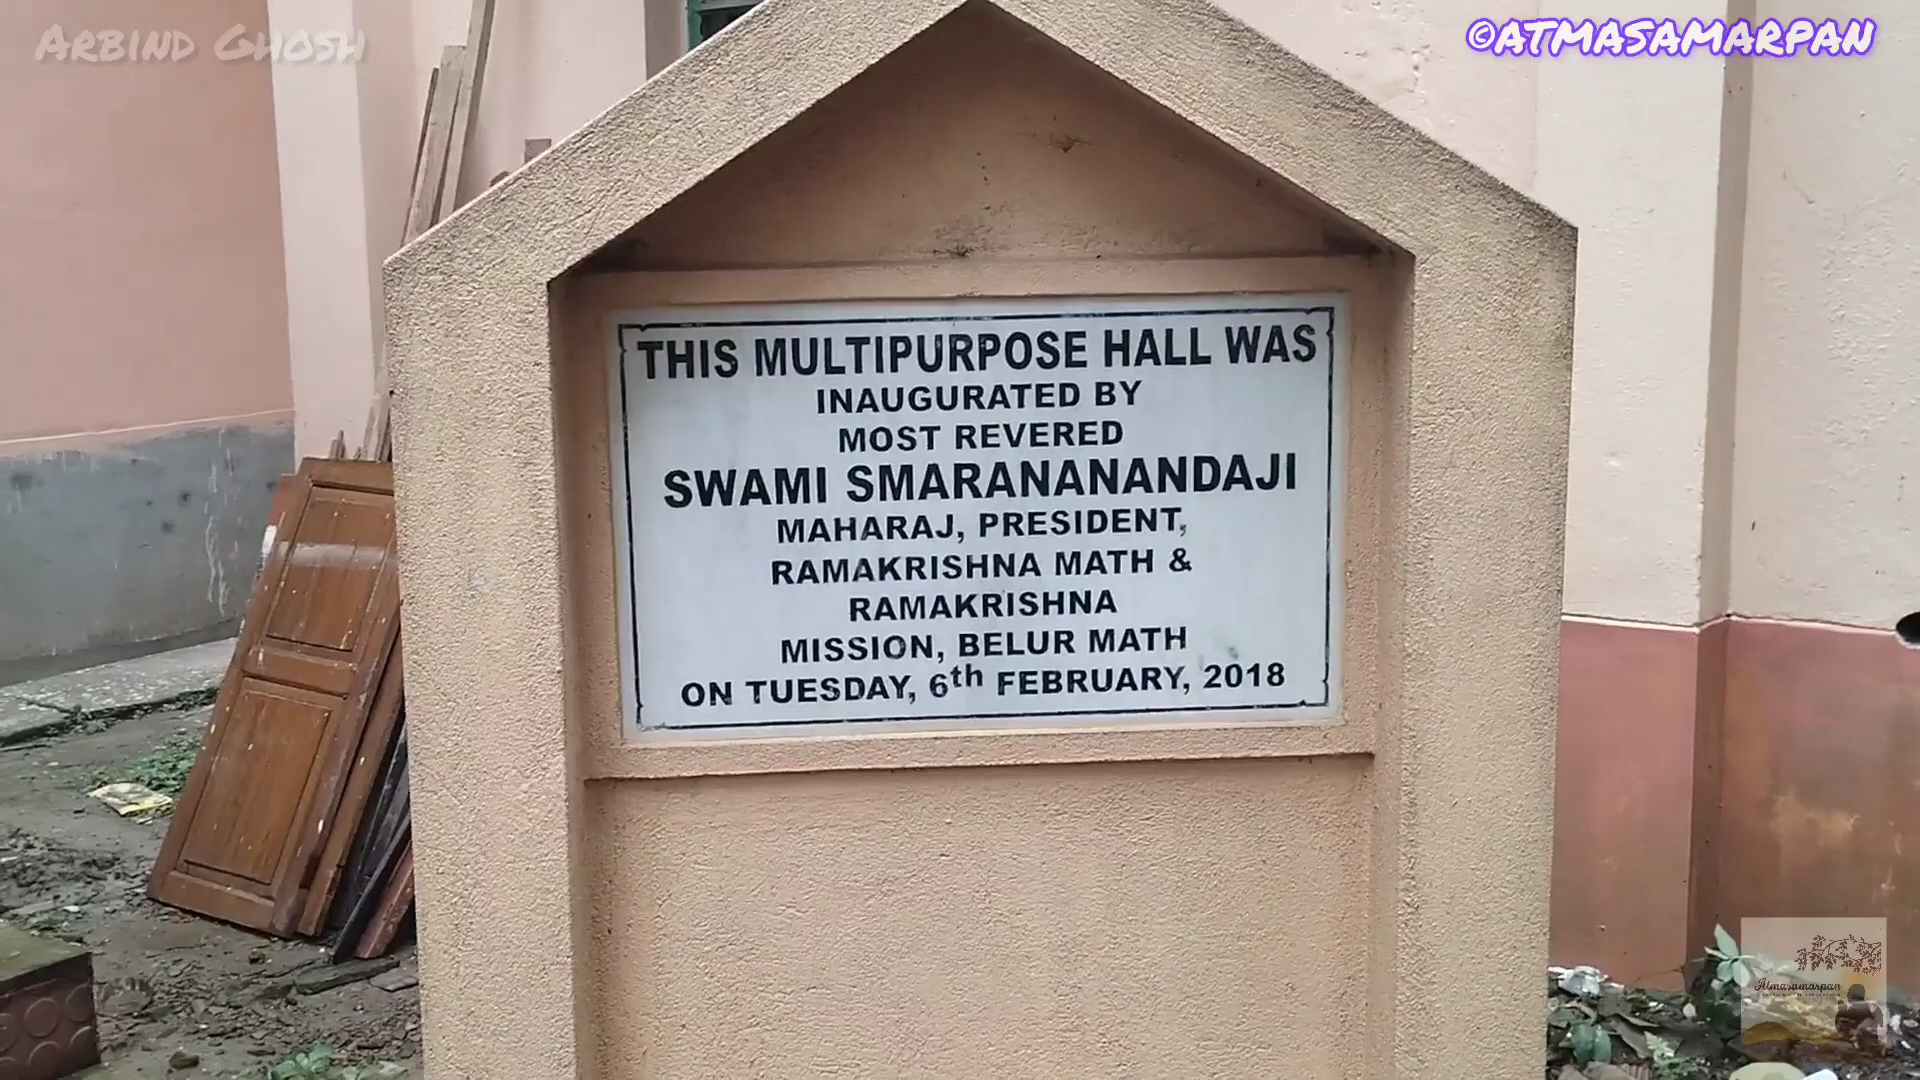 Arbind Ghosh
©ATMASAMARPAN
THIS MULTIPURPOSE HALL WAS
INAUGURATED BY
MOST REVERED
SWAMI SMARANANANDAJI
MAHARAJ, PRESIDENT,
RAMAKRISHNA MATH &
RAMAKRISHNA
MISSION, BELUR MATH
ON TUESDAY, 6th FEBRUARY, 2018
Atmasamarpan